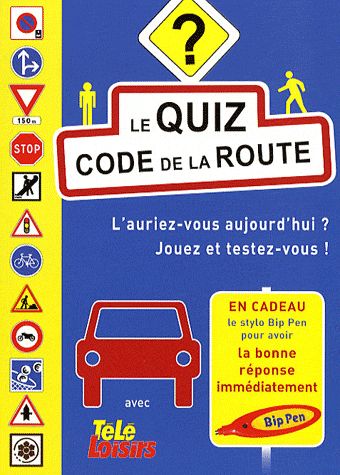 ?
150 m
STOP
LE QUIZ
CODE DE LA ROUTE
L'auriez-vous aujourd'hui ?
Jouez et testez-vous !
EN CADEAU
le stylo Bip Pen
pour avoir
la bonne
réponse
immédiatement
Bip Pen
avec
TéLé
Loisirs